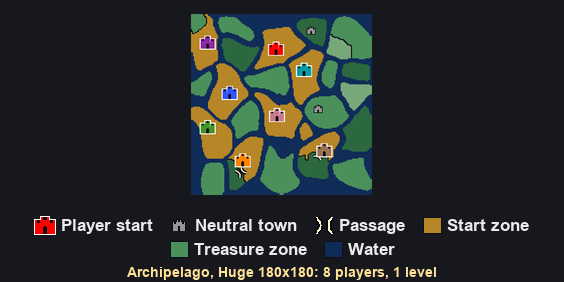 Player start Neutral town Passage Start zone
Treasure zone Water
Archipelago, Huge 180x180: 8 players, 1 level